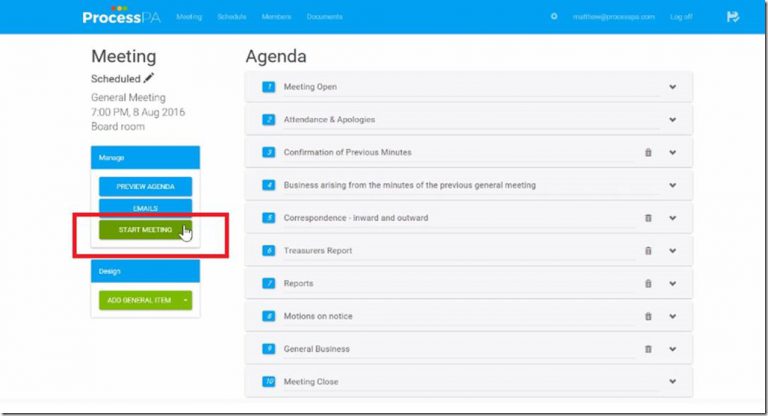 ProcessPA Meeting Schedule Members Documents matthew@processpa.com Log off
Meeting
Scheduled
General Meeting
7:00 PM, 8 Aug 2016
Board room
Manage
PREVIEW AGENDA
EMAILS
START MEETING
Design
ADD GENERAL ITEM
Agenda
1 Meeting Open
2 Attendance & Apologies
3 Confirmation of Previous Minutes
4 Business arising from the minutes of the previous general meeting
5 Correspondence - inward and outward
6 Treasurers Report
7 Reports
8 Motions on notice
9 General Business
10 Meeting Close